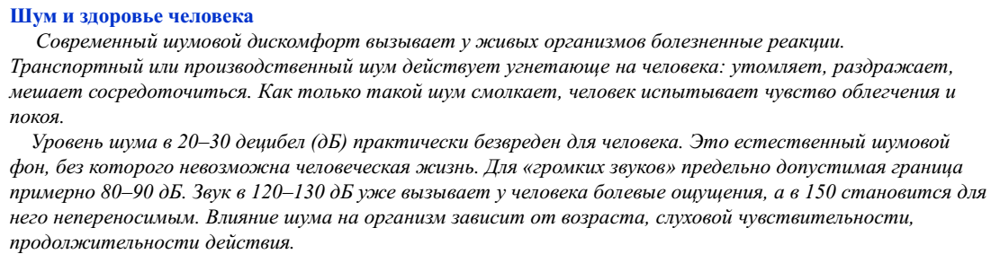 Шум и здоровье человека
Современный шумовой дискомфорт вызывает у живых организмов болезненные реакции.
Транспортный или производственный шум действует угнетающе на человека: утомляет, раздражает,
мешает сосредоточиться. Как только такой шум смолкает, человек испытывает чувство облегчения и
покоя.
Уровень шума в 20–30 децибел (дБ) практически безвреден для человека. Это естественный шумовой
фон, без которого невозможна человеческая жизнь. Для «громких звуков» предельно допустимая граница
примерно 80–90 дБ. Звук в 120–130 дБ уже вызывает у человека болевые ощущения, а в 150 становится для
него непереносимым. Влияние шума на организм зависит от возраста, слуховой чувствительности,
продолжительности действия.